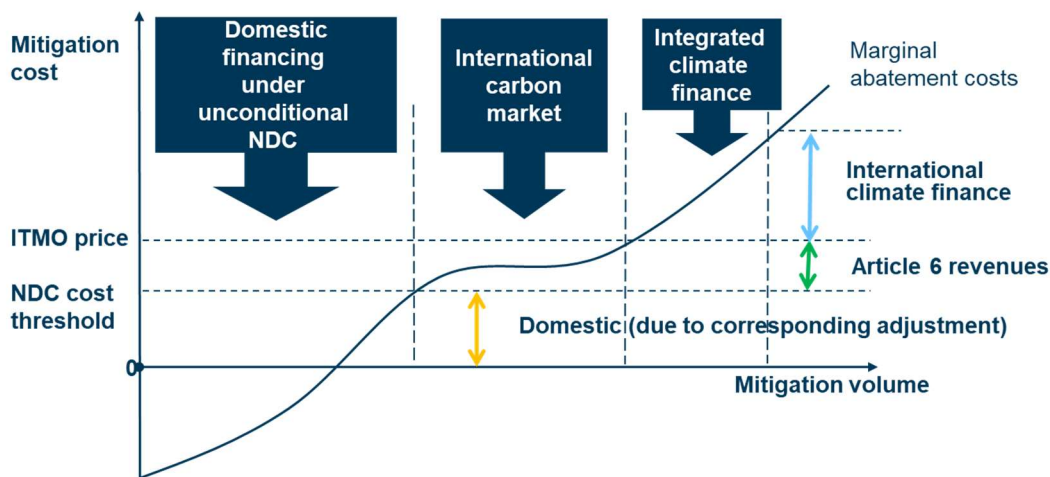 Mitigation
cost
Domestic
financing
under
unconditional
NDC
International
carbon
market
Integrated
climate
finance
Marginal
abatement costs
International
climate finance
ITMO price
Article 6 revenues
NDC cost
threshold
Domestic (due to corresponding adjustment)
0
Mitigation volume